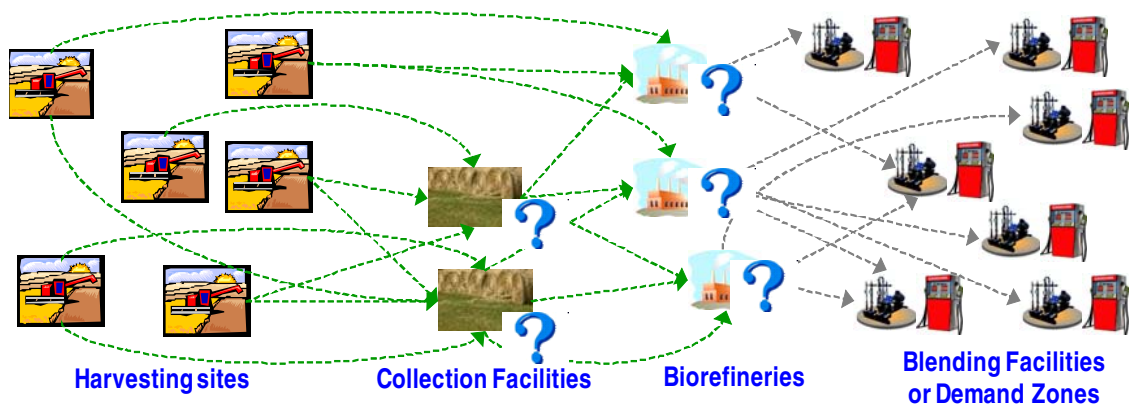 ?
?
?
?
?
Harvesting sites
Collection Facilities
Biorefineries
Blending Facilities
or Demand Zones